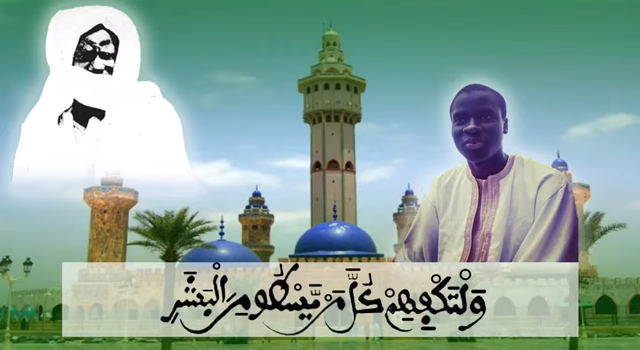 وَلْتَكْفِهِمْ كُلَّ مَنْ يَّسْطُو مِنَ الْبَشَرِ